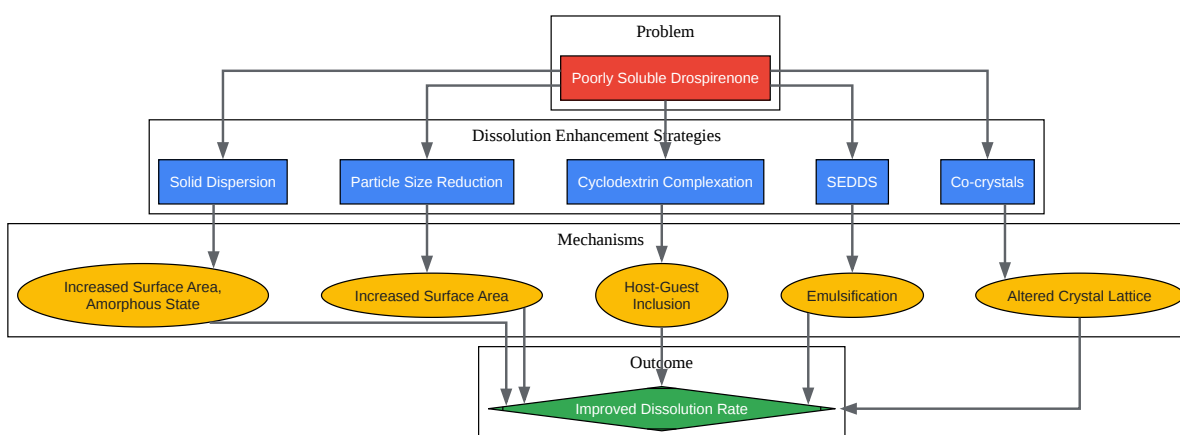 Problem
Poorly Soluble Drospirenone
Dissolution Enhancement Strategies
Solid Dispersion
Particle Size Reduction
Cyclodextrin Complexation
SEDDS
Co-crystals
Mechanisms
Increased Surface Area,
Amorphous State
Increased Surface Area
Host-Guest
Inclusion
Emulsification
Altered Crystal Lattice
Outcome
Improved Dissolution Rate